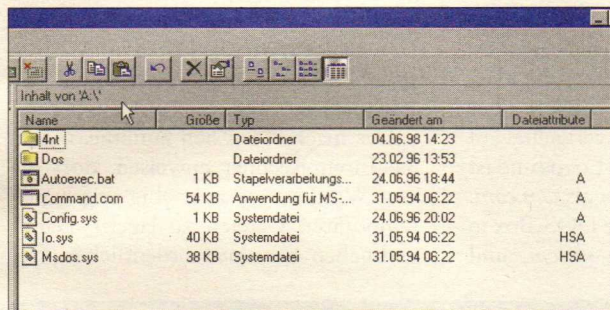 Inhalt von 'A:\'
Name Größe Typ Geändert am Dateiattribute
4nt Dateiordner 04.06.98 14:23
Dos Dateiordner 23.02.96 13:53
Autoexec.bat 1 KB Stapelverarbeitungs... 24.06.96 18:44 A
Command.com 54 KB Anwendung für MS-... 31.05.94 06:22 A
Config.sys 1 KB Systemdatei 24.06.96 20:02 A
Io.sys 40 KB Systemdatei 31.05.94 06:22 HSA
Msdos.sys 38 KB Systemdatei 31.05.94 06:22 HSA